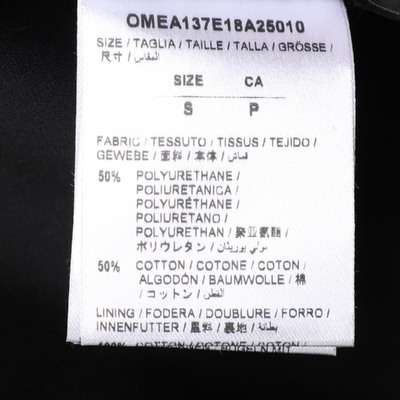 OMEA137E18A25010
SIZE / TAGLIA / TAILLE / TALLA / GRÖSSE /
尺寸 / المقاس
SIZE CA
S P
FABRIC / TESSUTO / TISSUS / TEJIDO /
GEWEBE / 面料 / 本体 / قماش
50% POLYURETHANE /
POLIURETANICA /
POLYURÉTHANE /
POLIURETANO /
POLYURETHAN / 聚亚氨酯 /
ポリウレタン / بولي يوريثان
50% COTTON / COTONE / COTON /
ALGODÓN / BAUMWOLLE / 棉
/ コットン / القطن
LINING / FODERA / DOUBLURE / FORRO /
INNENFUTTER / 里料 / 裏地 / بطانة